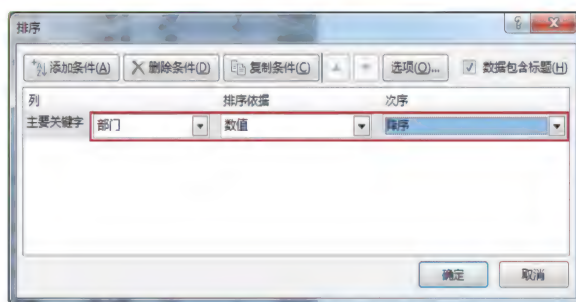 排序
添加条件(A) 删除条件(D) 复制条件(C) 选项(O)... 数据包含标题(H)
列 排序依据 次序
主要关键字 部门 数值 降序
确定 取消